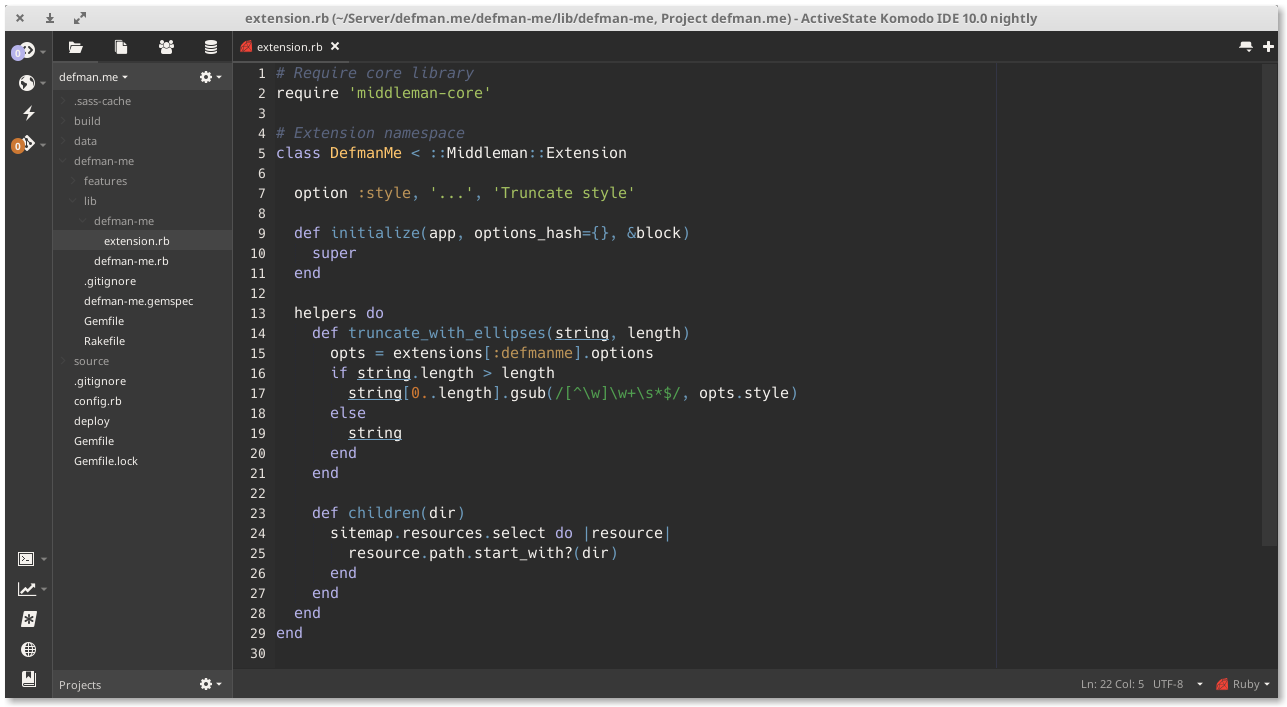 extension.rb (~/Server/defman.me/defman-me/lib/defman-me, Project defman.me) - ActiveState Komodo IDE 10.0 nightly
0
0
defman.me
.sass-cache
build
data
defman-me
features
lib
defman-me
extension.rb
defman-me.rb
.gitignore
defman-me.gemspec
Gemfile
Rakefile
source
.gitignore
config.rb
deploy
Gemfile
Gemfile.lock
Projects
extension.rb
1 # Require core library
2 require 'middleman-core'
3
4 # Extension namespace
5 class DefmanMe < ::Middleman::Extension
6
7   option :style, '...', 'Truncate style'
8
9   def initialize(app, options_hash={}, &block)
10     super
11   end
12
13   helpers do
14     def truncate_with_ellipses(string, length)
15       opts = extensions[:defmanme].options
16       if string.length > length
17         string[0..length].gsub(/[^\w]\w+\s*$/, opts.style)
18       else
19         string
20       end
21     end
22
23     def children(dir)
24       sitemap.resources.select do |resource|
25         resource.path.start_with?(dir)
26       end
27     end
28   end
29 end
30
Ln: 22 Col: 5 UTF-8 Ruby